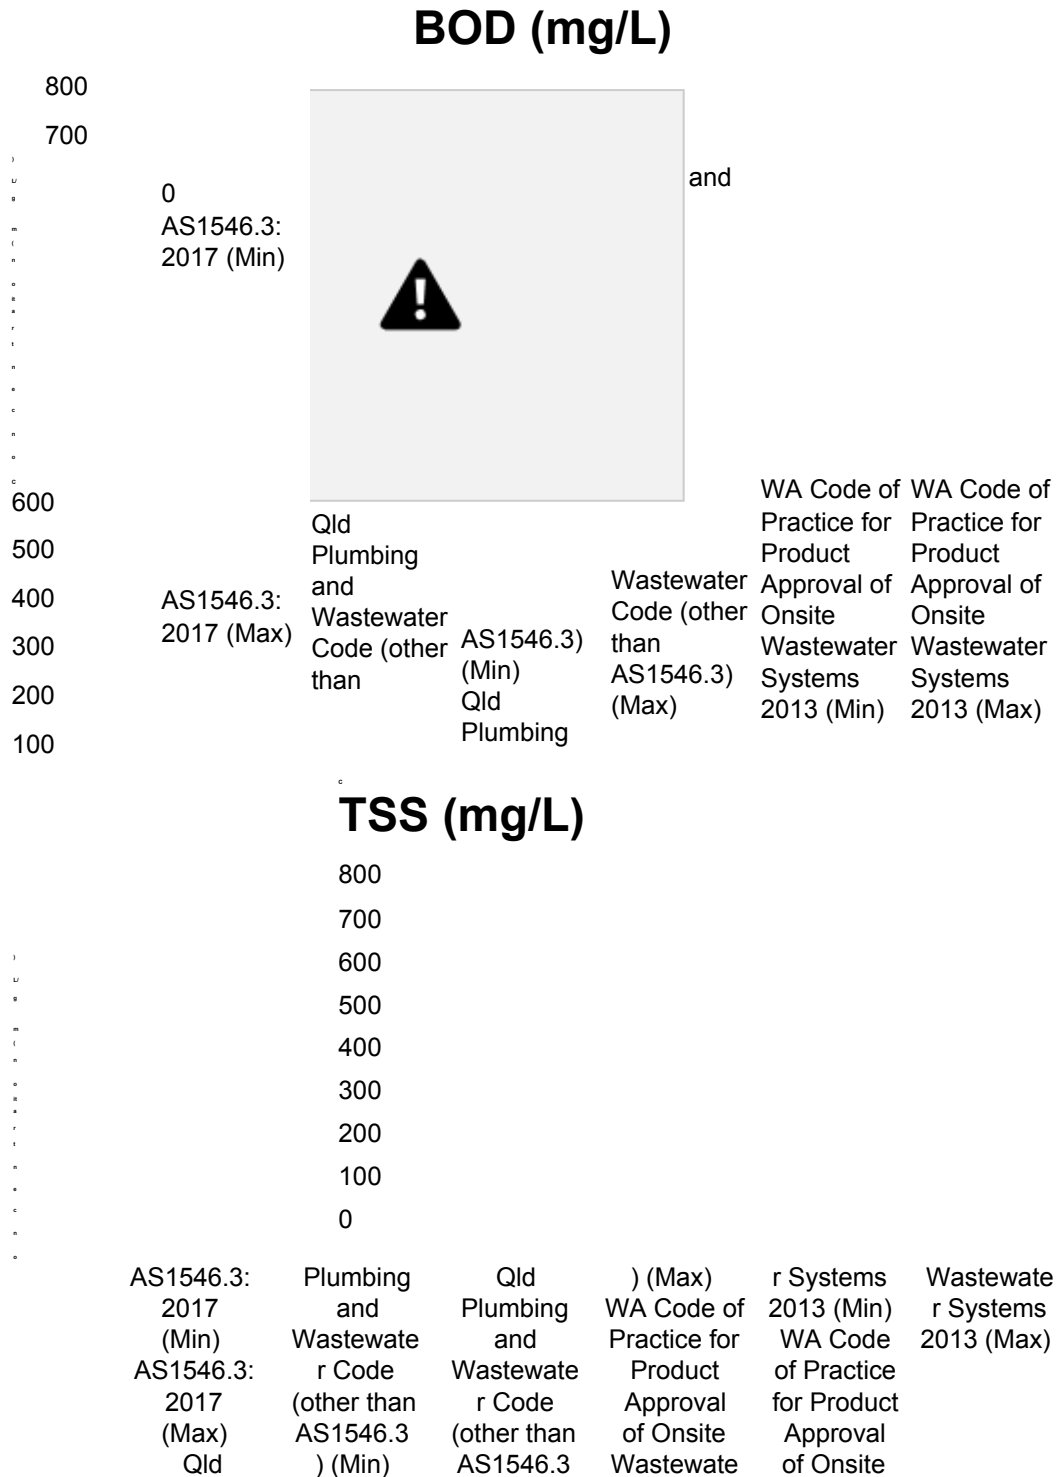 BOD (mg/L)
800
700
0
AS1546.3:
2017 (Min)
and
600
500
400
300
200
100
AS1546.3:
2017 (Max)
Qld
Plumbing
and
Wastewater
Code (other
than
AS1546.3)
(Min)
Qld
Plumbing
Wastewater
Code (other
than
AS1546.3)
(Max)
WA Code of
Practice for
Product
Approval of
Onsite
Wastewater
Systems
2013 (Min)
WA Code of
Practice for
Product
Approval of
Onsite
Wastewater
Systems
2013 (Max)
c
TSS (mg/L)
800
700
600
500
400
300
200
100
0
AS1546.3:
2017
(Min)
AS1546.3:
2017
(Max)
Qld
Plumbing
and
Wastewate
r Code
(other than
AS1546.3
) (Min)
Qld
Plumbing
and
Wastewate
r Code
(other than
AS1546.3
) (Max)
WA Code of
Practice for
Product
Approval
of Onsite
Wastewate
r Systems
2013 (Min)
WA Code
of Practice
for Product
Approval
of Onsite
Wastewate
r Systems
2013 (Max)